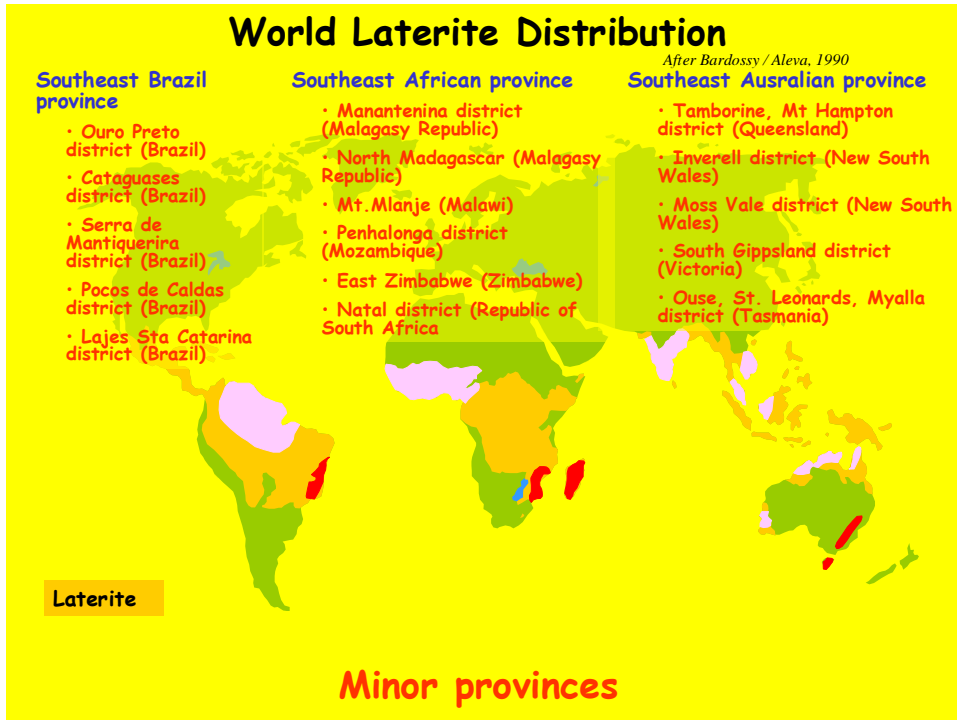 World Laterite Distribution
After Bardossy / Aleva, 1990
Southeast Brazil
province
• Ouro Preto
district (Brazil)
• Cataguases
district (Brazil)
• Serra de
Mantiquerira
district (Brazil)
• Pocos de Caldas
district (Brazil)
• Lajes Sta Catarina
district (Brazil)
Southeast African province
• Manantenina district
(Malagasy Republic)
• North Madagascar (Malagasy
Republic)
• Mt.Mlanje (Malawi)
• Penhalonga district
(Mozambique)
• East Zimbabwe (Zimbabwe)
• Natal district (Republic of
South Africa
Southeast Ausralian province
• Tamborine, Mt Hampton
district (Queensland)
• Inverell district (New South
Wales)
• Moss Vale district (New South
Wales)
• South Gippsland district
(Victoria)
• Ouse, St. Leonards, Myalla
district (Tasmania)
Laterite
Minor provinces